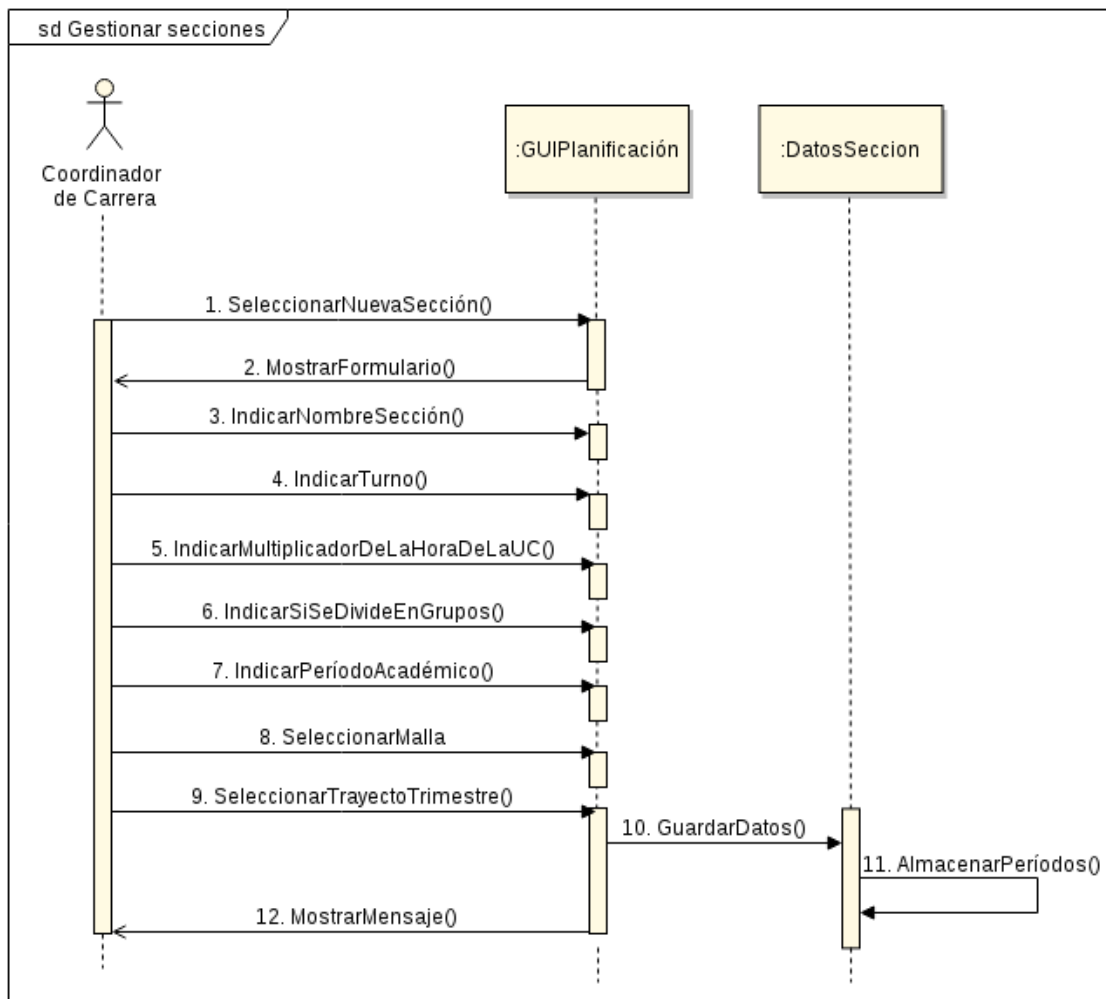 sd Gestionar secciones
Coordinador
de Carrera
:GUIPlanificación
:DatosSeccion
1. SeleccionarNuevaSección()
2. MostrarFormulario()
3. IndicarNombreSección()
4. IndicarTurno()
5. IndicarMultiplicadorDeLaHoraDeLaUC()
6. IndicarSiSeDivideEnGrupos()
7. IndicarPeríodoAcadémico()
8. SeleccionarMalla
9. SeleccionarTrayectoTrimestre()
10. GuardarDatos()
11. AlmacenarPeríodos()
12. MostrarMensaje()